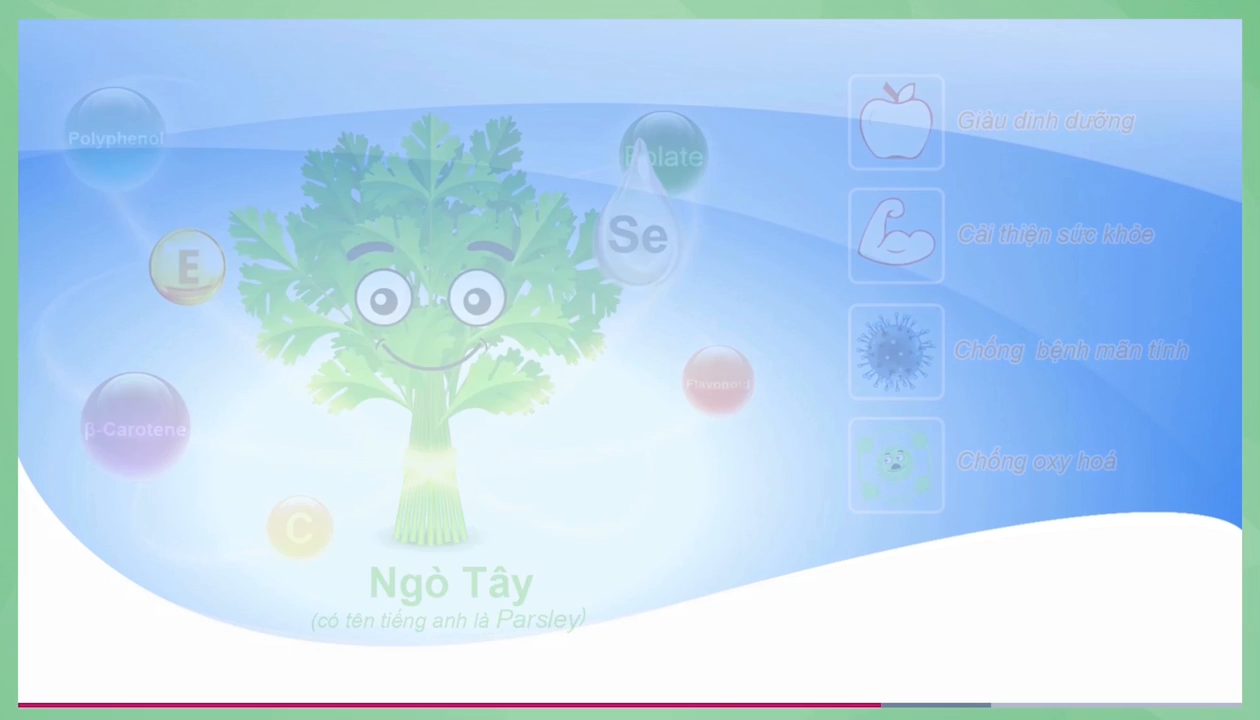 Polyphenol
Folate
Se
E
Flavonoid
β-Carotene
C
Ngò Tây
(có tên tiếng anh là Parsley)
Giàu dinh dưỡng
Cải thiện sức khỏe
Chống bệnh mãn tính
Chống oxy hoá